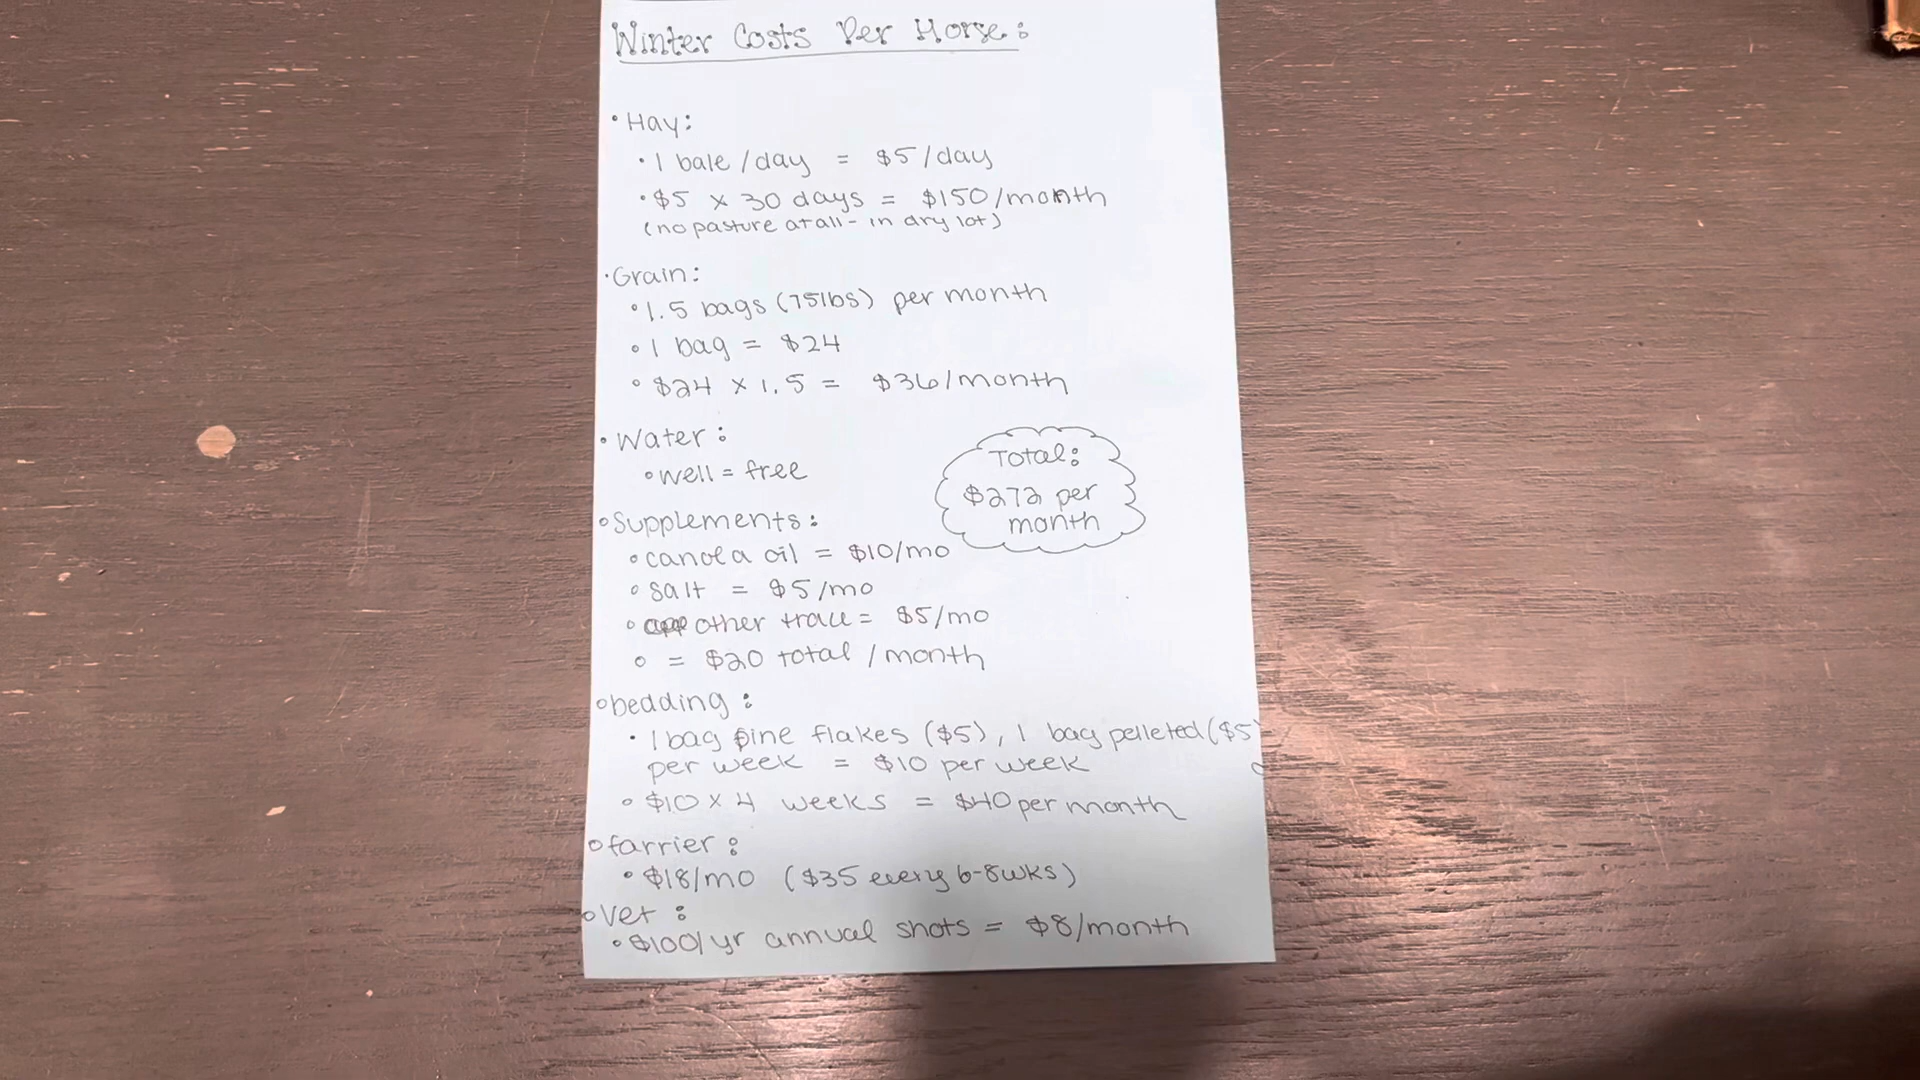 Winter Costs Per Horse:
• Hay:
• 1 bale/day = $5/day
• $5 x 30 days = $150/month
(no pasture at all - in dry lot)
• Grain:
• 1.5 bags (75lbs) per month
• 1 bag = $24
• $24 x 1.5 = $36/month
• Water:
• well = free
Total:
$272 per
month
• Supplements:
• canola oil = $10/mo
• salt = $5/mo
• other trace = $5/mo
• = $20 total/month
• bedding:
• 1 bag pine flakes ($5), 1 bag pelleted ($5)
per week = $10 per week
• $10 x 4 weeks = $40 per month
• farrier:
• $18/mo ($35 every 6-8wks)
• Vet:
• $100/yr annual shots = $8/month